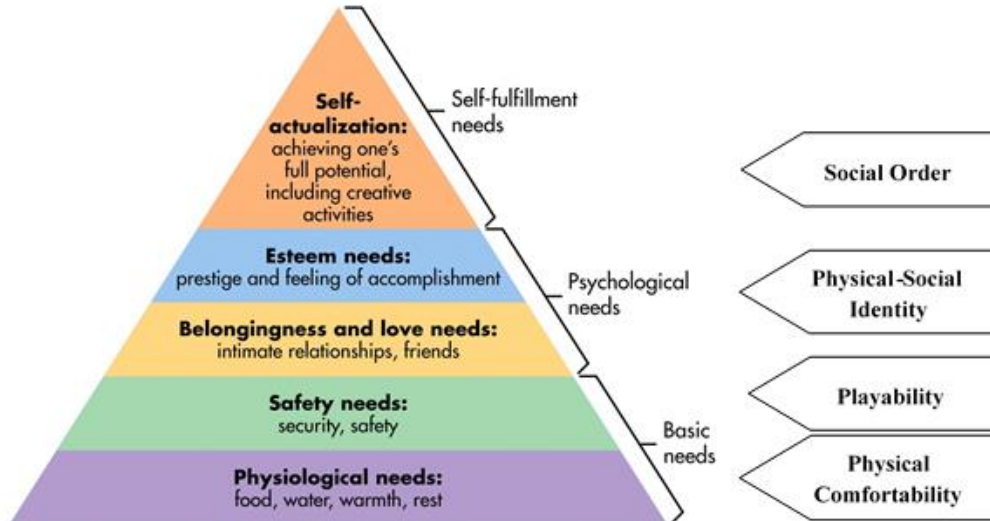 Self-
actualization:
achieving one's
full potential,
including creative
activities
Esteem needs:
prestige and feeling of accomplishment
Belongingness and love needs:
intimate relationships, friends
Safety needs:
security, safety
Physiological needs:
food, water, warmth, rest
Self-fulfillment
needs
Psychological
needs
Basic
needs
Social Order
Physical-Social
Identity
Playability
Physical
Comfortability